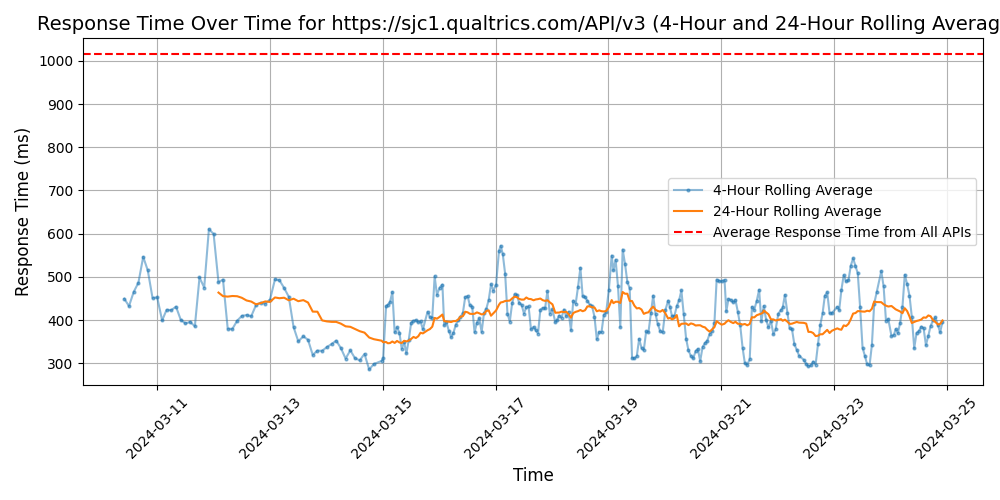 Response Time Over Time for https://sjc1.qualtrics.com/API/v3 (4-Hour and 24-Hour Rolling Averag
Response Time (ms)
1000
900
800
700
600
500
400
300
4-Hour Rolling Average
24-Hour Rolling Average
Average Response Time from All APIs
2024-03-11
2024-03-13
2024-03-15
2024-03-17
2024-03-19
2024-03-21
2024-03-23
2024-03-25
Time